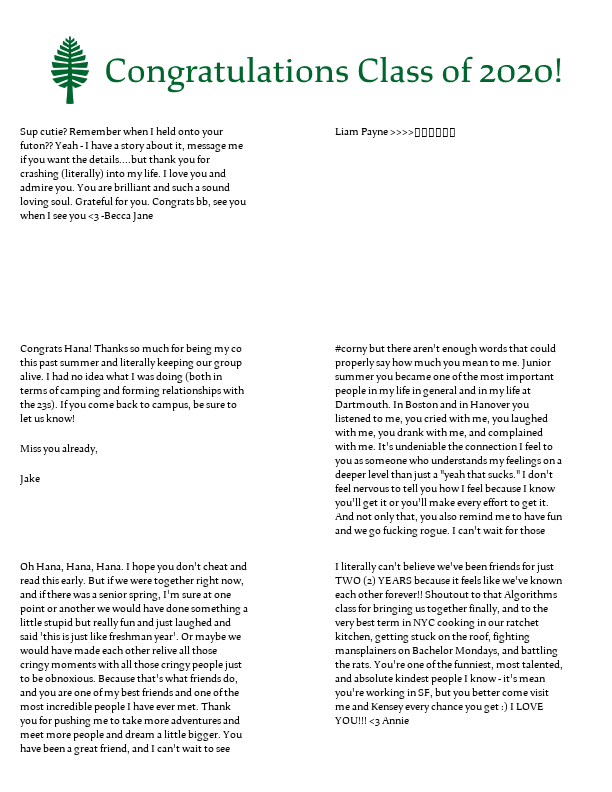 Congratulations Class of 2020!
Sup cutie? Remember when I held onto your
futon?? Yeah - I have a story about it, message me
if you want the details....but thank you for
crashing (literally) into my life. I love you and
admire you. You are brilliant and such a sound
loving soul. Grateful for you. Congrats bb, see you
when I see you <3 -Becca Jane
Liam Payne >>>>▯▯▯▯▯▯
Congrats Hana! Thanks so much for being my co
this past summer and literally keeping our group
alive. I had no idea what I was doing (both in
terms of camping and forming relationships with
the 23s). If you come back to campus, be sure to
let us know!
Miss you already,
Jake
#corny but there aren't enough words that could
properly say how much you mean to me. Junior
summer you became one of the most important
people in my life in general and in my life at
Dartmouth. In Boston and in Hanover you
listened to me, you cried with me, you laughed
with me, you drank with me, and complained
with me. It's undeniable the connection I feel to
you as someone who understands my feelings on a
deeper level than just a "yeah that sucks." I don't
feel nervous to tell you how I feel because I know
you'll get it or you'll make every effort to get it.
And not only that, you also remind me to have fun
and we go fucking rogue. I can't wait for those
Oh Hana, Hana, Hana. I hope you don't cheat and
read this early. But if we were together right now,
and if there was a senior spring, I'm sure at one
point or another we would have done something a
little stupid but really fun and just laughed and
said 'this is just like freshman year'. Or maybe we
would have made each other relive all those
cringy moments with all those cringy people just
to be obnoxious. Because that's what friends do,
and you are one of my best friends and one of the
most incredible people I have ever met. Thank
you for pushing me to take more adventures and
meet more people and dream a little bigger. You
have been a great friend, and I can't wait to see
I literally can't believe we've been friends for just
TWO (2) YEARS because it feels like we've known
each other forever!! Shoutout to that Algorithms
class for bringing us together finally, and to the
very best term in NYC cooking in our ratchet
kitchen, getting stuck on the roof, fighting
mansplainers on Bachelor Mondays, and battling
the rats. You're one of the funniest, most talented,
and absolute kindest people I know - it's mean
you're working in SF, but you better come visit
me and Kensey every chance you get :) I LOVE
YOU!!! <3 Annie